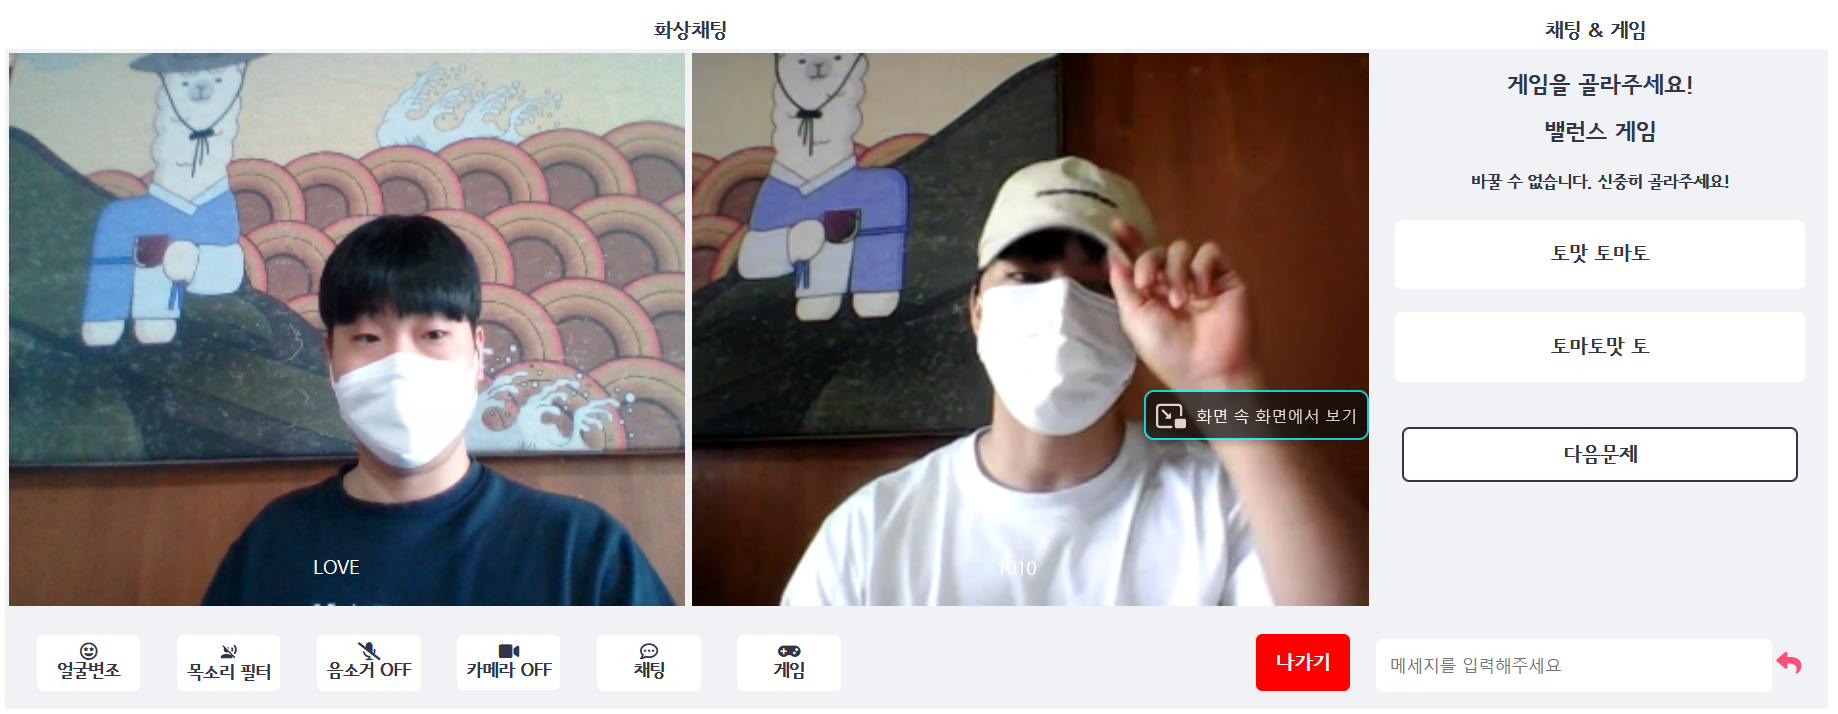 화상채팅
채팅 & 게임
LOVE
1010
화면 속 화면에서 보기
게임을 골라주세요!
밸런스 게임
바꿀 수 없습니다. 신중히 골라주세요!
토맛 토마토
토마토맛 토
다음문제
얼굴변조
목소리 필터
음소거 OFF
카메라 OFF
채팅
게임
나가기
메세지를 입력해주세요